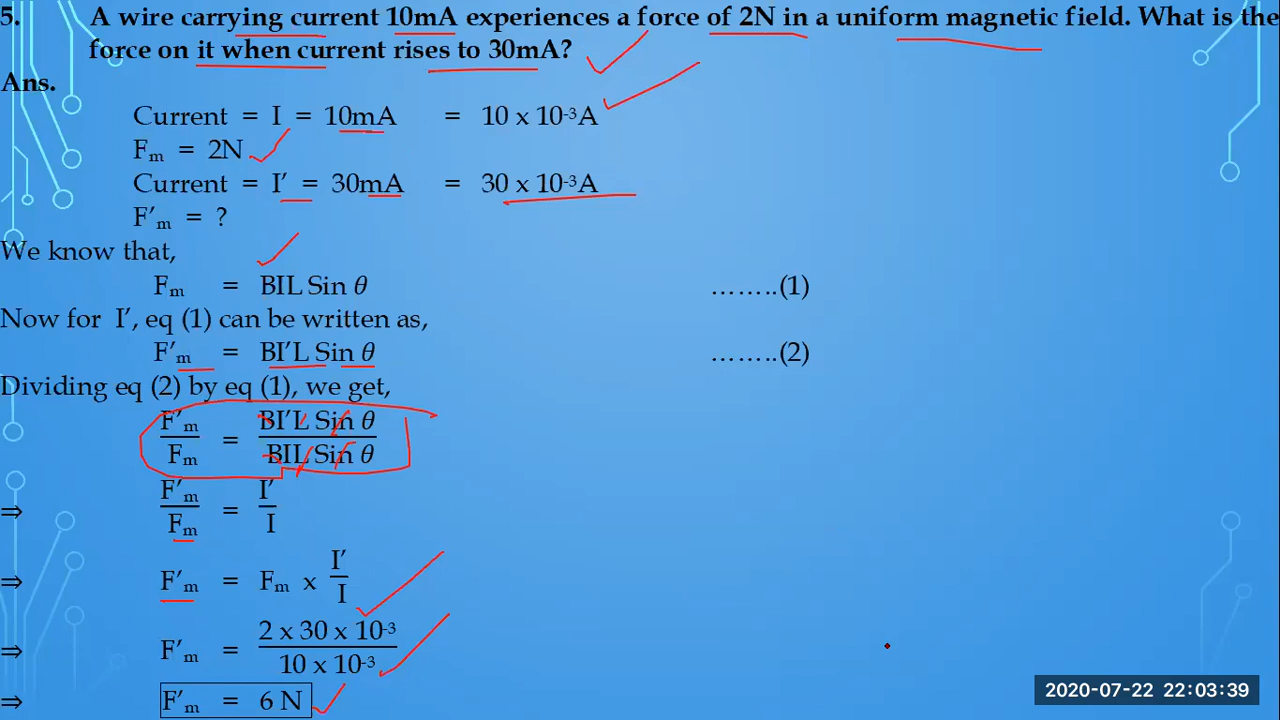 5. A wire carrying current 10mA experiences a force of 2N in a uniform magnetic field. What is the
force on it when current rises to 30mA?
Ans.
Current = I = 10mA = 10 x 10⁻³A
Fₘ = 2N
Current = I’ = 30mA = 30 x 10⁻³A
F’ₘ = ?
We know that,
Fₘ = BIL Sin θ ……..(1)
Now for I’, eq (1) can be written as,
F’ₘ = BI’L Sin θ ……..(2)
Dividing eq (2) by eq (1), we get,
F’ₘ/Fₘ = BI’L Sin θ/BIL Sin θ
⇒ F’ₘ/Fₘ = I’/I
⇒ F’ₘ = Fₘ x I’/I
⇒ F’ₘ = 2 x 30 x 10⁻³/10 x 10⁻³
⇒ F’ₘ = 6 N
2020-07-22 22:03:39